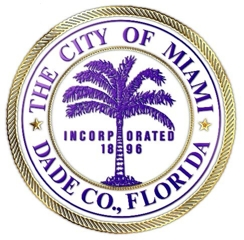 THE CITY OF MIAMI
INCORPORATED
1896
DADE CO., FLORIDA